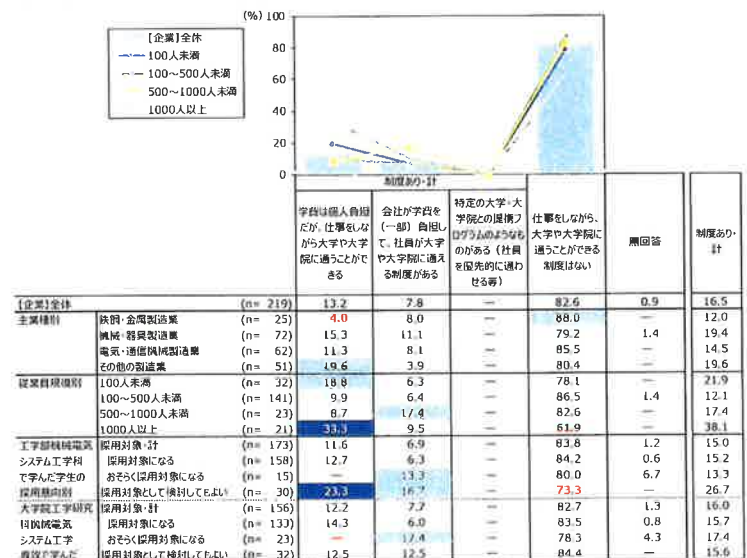 (%)
100
80
60
40
20
0
【企業】全体
100人未満
100～500人未満
500～1000人未満
1000人以上
制度あり・計
学費は個人負担だが、仕事をしながら大学や大学院に通うことができる
会社が学費を（一部）負担して、社員が大学や大学院に通える制度がある
特定の大学・大学院との提携プログラムのようなものがある（社員を優先的に通わせる等）
仕事をしながら、大学や大学院に通うことができる制度はない
無回答
制度あり・計
【企業】全体 (n= 219) 13.2 7.8 — 82.6 0.9 16.5
主業種別 鉄鋼・金属製造業 (n= 25) 4.0 8.0 — 88.0 — 12.0
機械・器具製造業 (n= 72) 15.3 11.1 — 79.2 1.4 19.4
電気・通信機械製造業 (n= 62) 11.3 8.1 — 85.5 — 14.5
その他の製造業 (n= 51) 19.6 3.9 — 80.4 — 19.6
従業員規模別 100人未満 (n= 32) 18.8 6.3 — 78.1 — 21.9
100～500人未満 (n= 141) 9.9 6.4 — 86.5 1.4 12.1
500～1000人未満 (n= 23) 8.7 17.4 — 82.6 — 17.4
1000人以上 (n= 21) 33.3 9.5 — 61.9 — 38.1
工学部機械電気 採用対象・計 (n= 173) 11.6 6.9 — 83.8 1.2 15.0
システム工学科 採用対象になる (n= 158) 12.7 6.3 — 84.2 0.6 15.2
で学んだ学生の おそらく採用対象になる (n= 15) — 13.3 — 80.0 6.7 13.3
採用意向別 採用対象として検討してもよい (n= 30) 23.3 16.7 — 73.3 — 26.7
大学院工学研究 採用対象・計 (n= 156) 12.2 7.7 — 82.7 1.3 16.0
科機械電気 採用対象になる (n= 133) 14.3 6.0 — 83.5 0.8 15.7
システム工学 おそらく採用対象になる (n= 23) — 17.4 — 78.3 4.3 17.4
専攻で学んだ 採用対象として検討してもよい (n= 32) 12.5 12.5 — 84.4 — 15.6